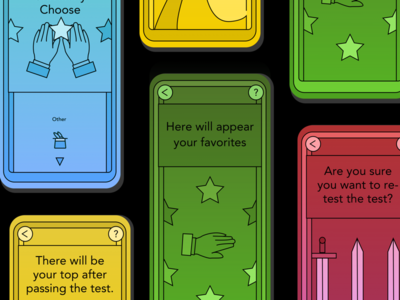 Choose
Other
<
?
Here will appear
your favorites
<
Are you sure
you want to re-
test the test?
<
?
There will be
your top after
passing the test.